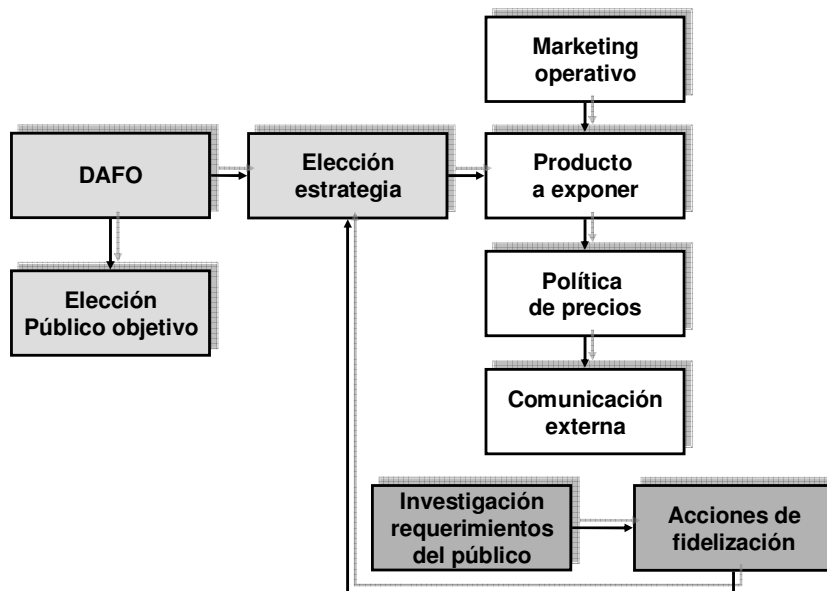 Marketing
operativo
DAFO
Elección
estrategia
Producto
a exponer
Elección
Público objetivo
Política
de precios
Comunicación
externa
Investigación
requerimientos
del público
Acciones de
fidelización